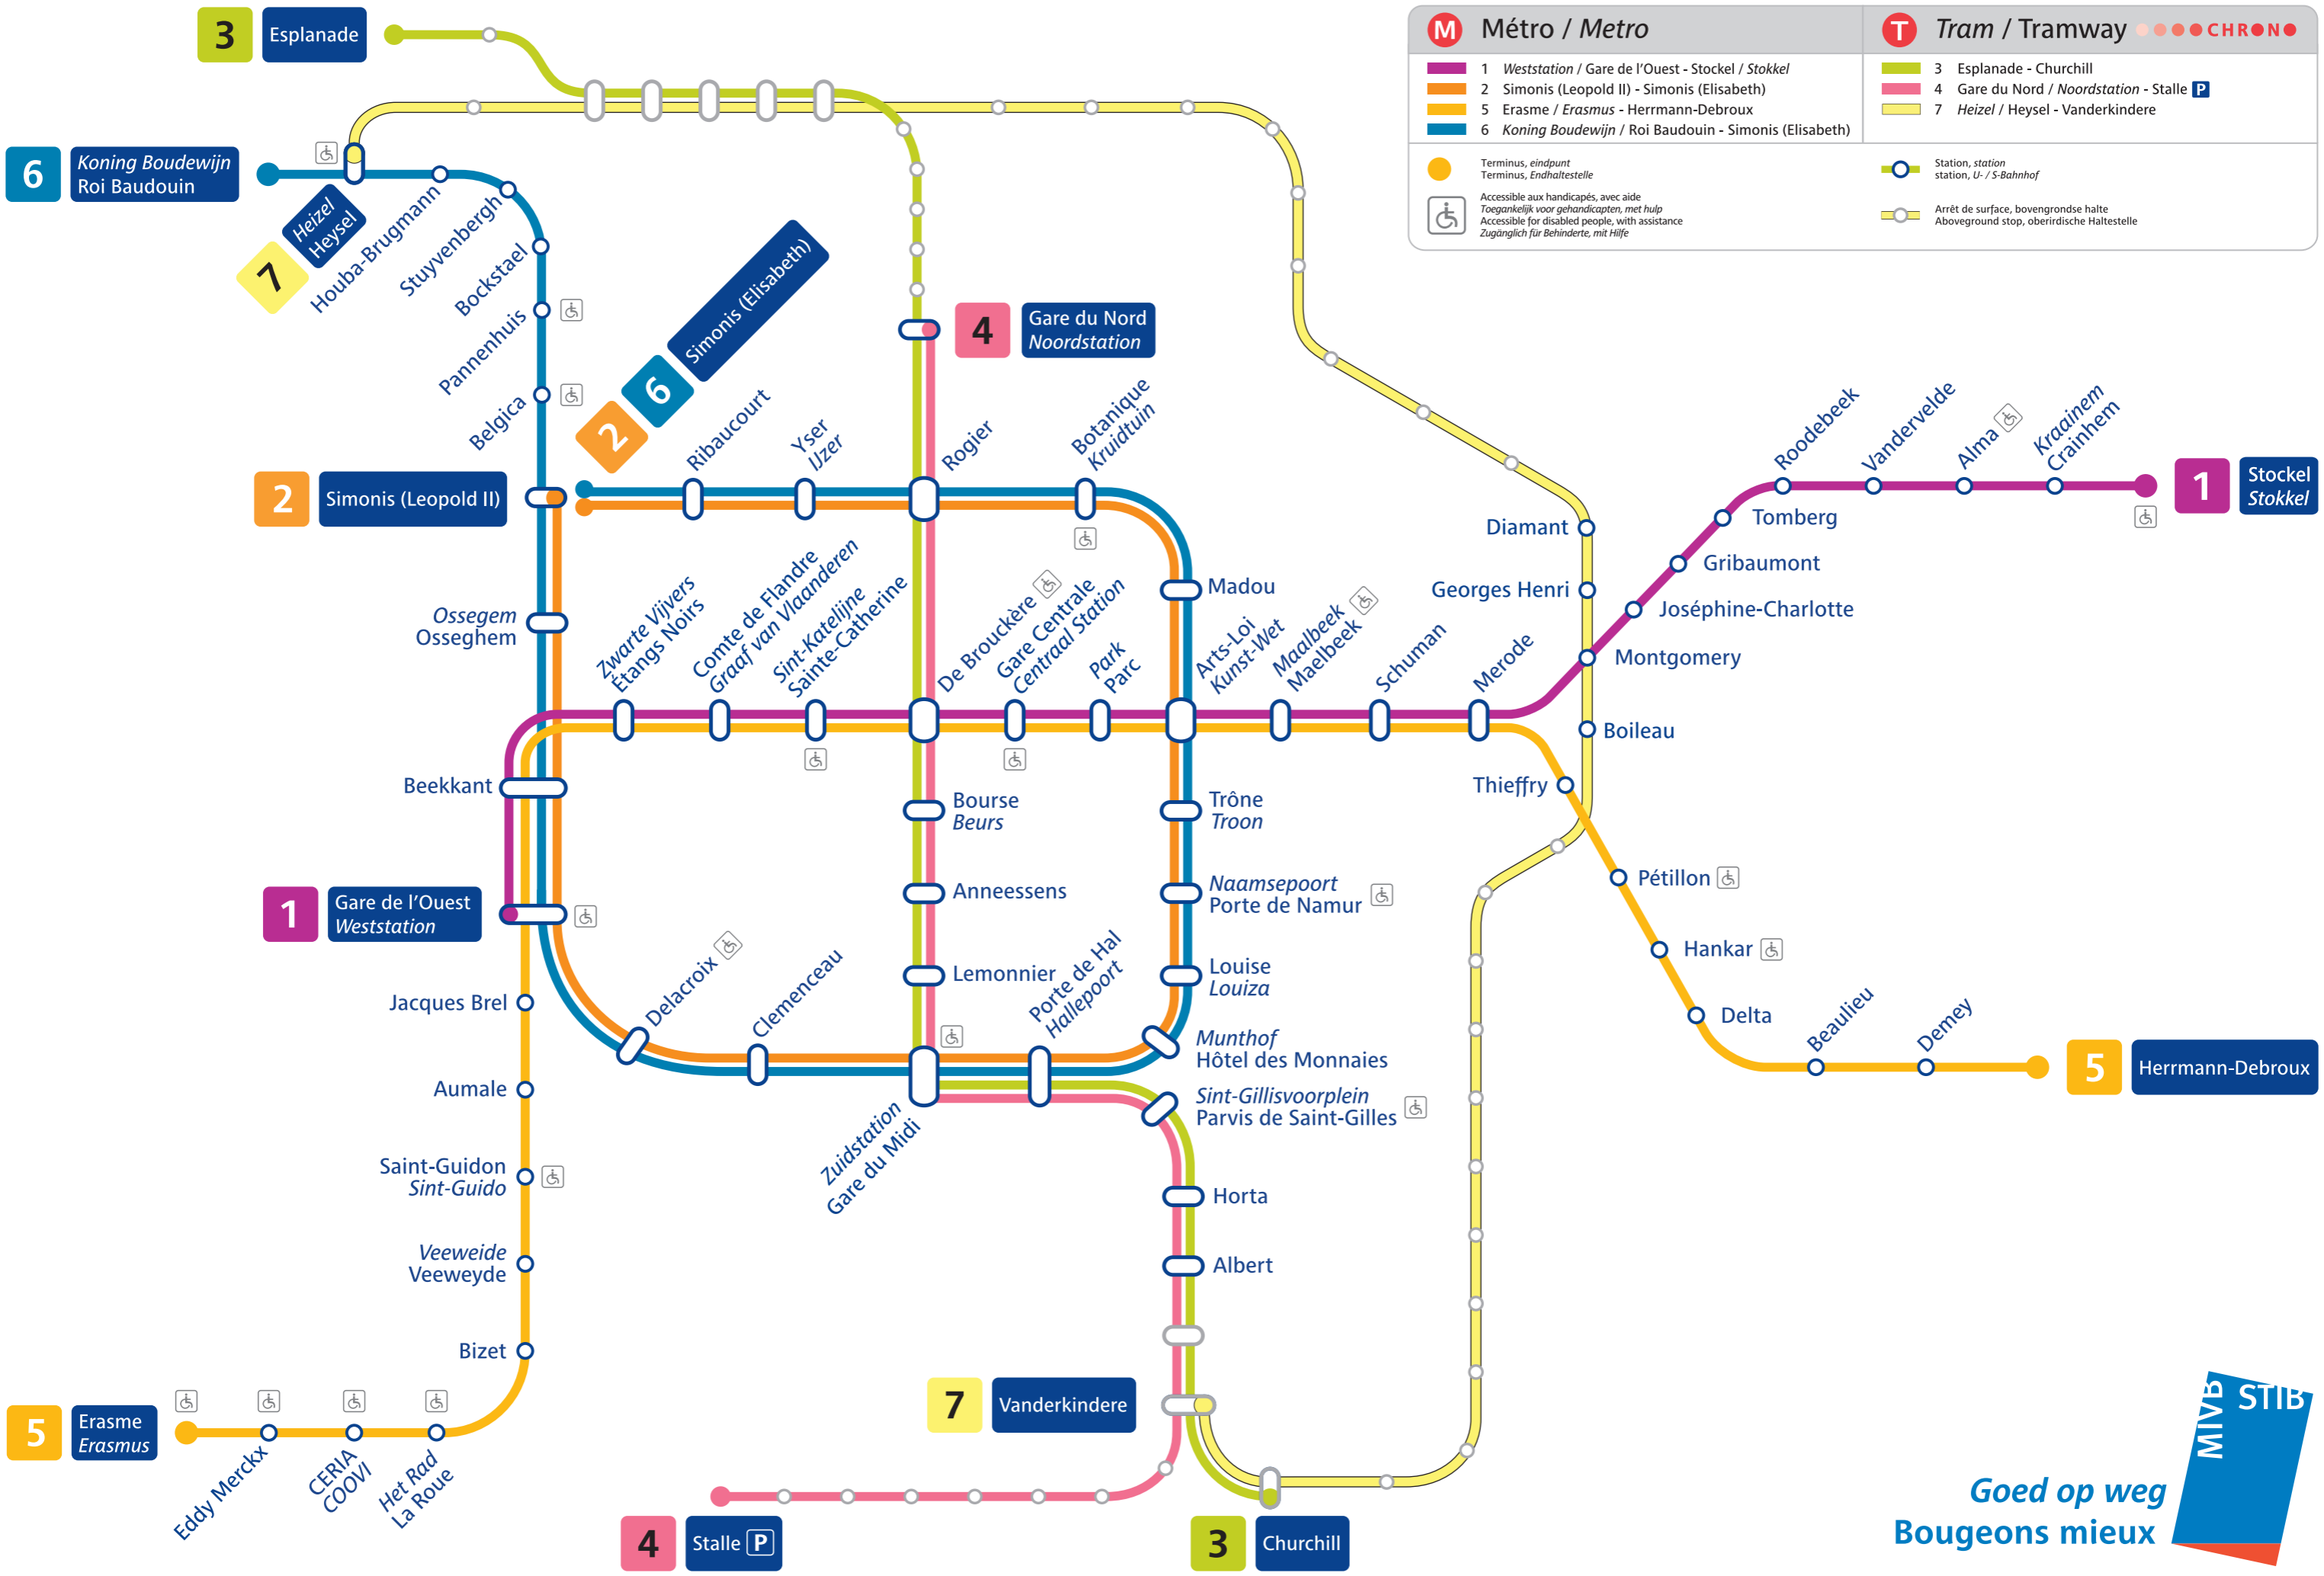 3
Esplanade
M Métro / Metro
1 Weststation / Gare de l'Ouest - Stockel / Stokkel
2 Simonis (Leopold II) - Simonis (Elisabeth)
5 Erasme / Erasmus - Herrmann-Debroux
6 Koning Boudewijn / Roi Baudouin - Simonis (Elisabeth)
T Tram / Tramway CHRONO
3 Esplanade - Churchill
4 Gare du Nord / Noordstation - Stalle P
7 Heizel / Heysel - Vanderkindere
Terminus, eindpunt
Terminus, Endhaltestelle
Accessible aux handicapés, avec aide
Toegankelijk voor gehandicapten, met hulp
Accessible for disabled people, with assistance
Zugänglich für Behinderte, mit Hilfe
Station, station
station, U- / S-Bahnhof
Arrêt de surface, bovengrondse halte
Aboveground stop, oberirdische Haltestelle
6
Koning Boudewijn
Roi Baudouin
7
Heizel
Heysel
Houba-Brugmann
Stuyvenbergh
Bockstael
Pannenhuis
Belgica
2
6
Simonis (Elisabeth)
4
Gare du Nord
Noordstation
2
Simonis (Leopold II)
Ribaucourt
Yser
IJzer
Rogier
Botanique
Kruidtuin
Madou
Diamant
Georges Henri
Montgomery
Boileau
Roodebeek
Vandervelde
Alma
Kraainem
Crainhem
1
Stockel
Stokkel
Tomberg
Gribaumont
Joséphine-Charlotte
Ossegem
Osseghem
Zwarte Vijvers
Étangs Noirs
Comte de Flandre
Graaf van Vlaanderen
Sint-Katelijne
Sainte-Catherine
De Brouckère
Gare Centrale
Centraal Station
Park
Parc
Arts-Loi
Kunst-Wet
Maalbeek
Maelbeek
Schuman
Merode
Beekkant
Bourse
Beurs
Trône
Troon
Thieffry
1
Gare de l'Ouest
Weststation
Anneessens
Naamsepoort
Porte de Namur
Pétillon
Hankar
Delta
Beaulieu
Demey
5
Herrmann-Debroux
Jacques Brel
Delacroix
Clemenceau
Lemonnier
Porte de Hal
Hallepoort
Louise
Louiza
Munthof
Hôtel des Monnaies
Aumale
Zuidstation
Gare du Midi
Sint-Gillisvoorplein
Parvis de Saint-Gilles
Saint-Guidon
Sint-Guido
Horta
Veeweide
Veeweyde
Albert
Bizet
7
Vanderkindere
5
Erasme
Erasmus
Eddy Merckx
CERIA
COOVI
Het Rad
La Roue
4
Stalle P
3
Churchill
Goed op weg
Bougeons mieux
MIVB
STIB